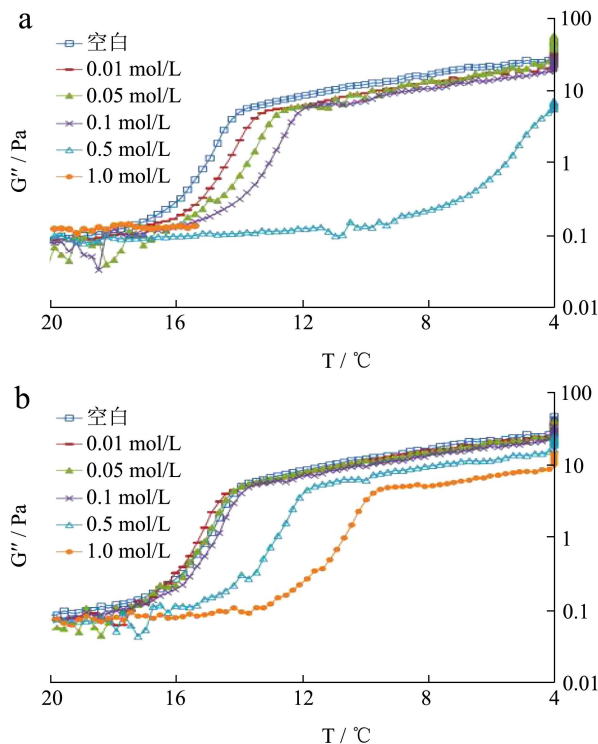 a
空白
0.01 mol/L
0.05 mol/L
0.1 mol/L
0.5 mol/L
1.0 mol/L
G″ / Pa
100
10
1
0.1
0.01
20 16 12 8 4
T / ℃
b
空白
0.01 mol/L
0.05 mol/L
0.1 mol/L
0.5 mol/L
1.0 mol/L
G″ / Pa
100
10
1
0.1
0.01
20 16 12 8 4
T / ℃